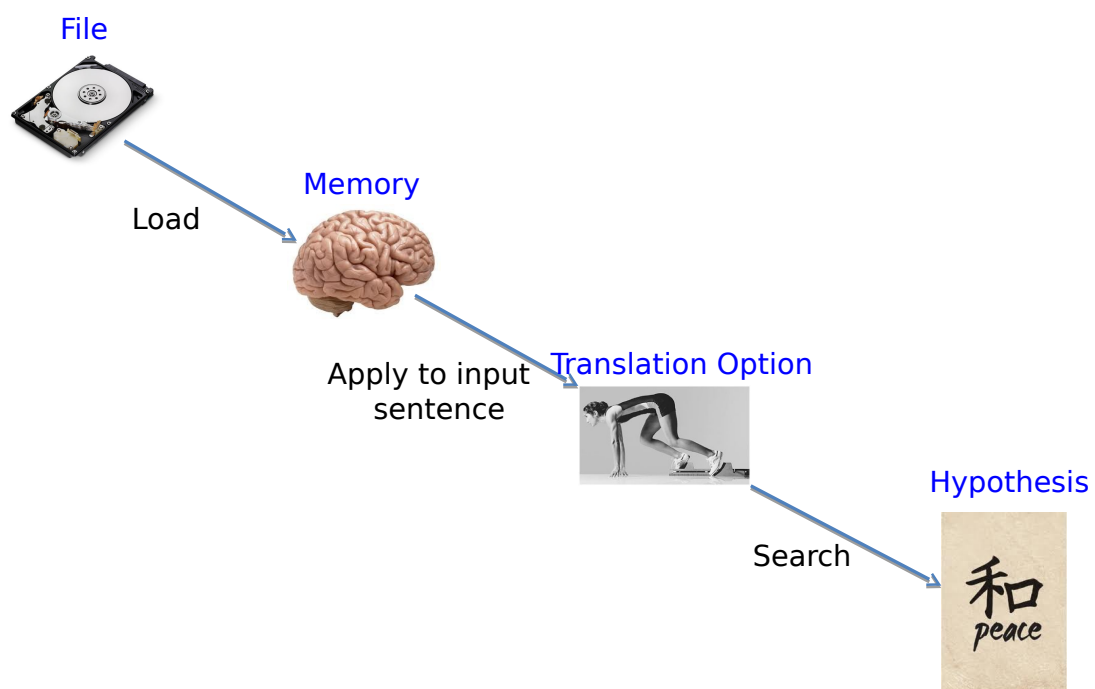 File
Memory
Load
Translation Option
Apply to input
sentence
Hypothesis
Search
和
peace